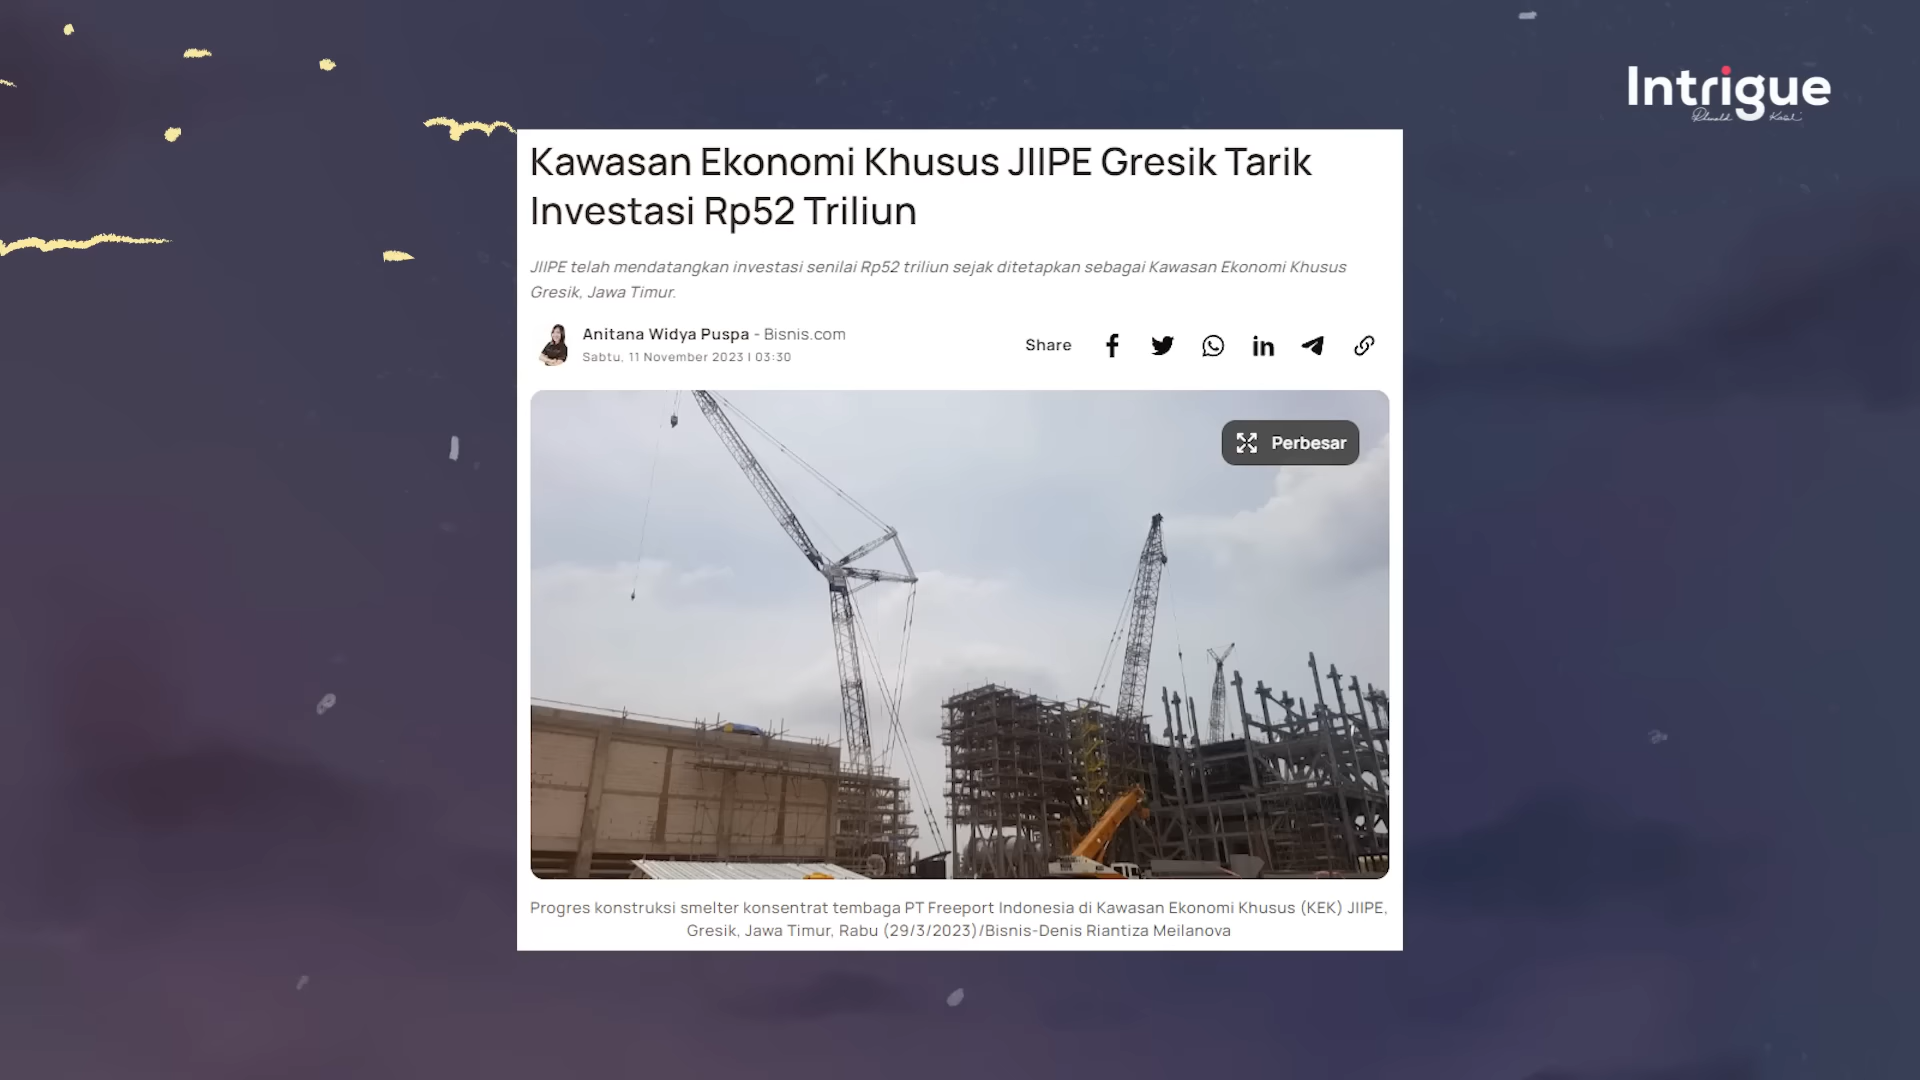 Intrigue
Kawasan Ekonomi Khusus JIIPE Gresik Tarik
Investasi Rp52 Triliun
JIIPE telah mendatangkan investasi senilai Rp52 triliun sejak ditetapkan sebagai Kawasan Ekonomi Khusus
Gresik, Jawa Timur.
Anitana Widya Puspa - Bisnis.com
Sabtu, 11 November 2023 | 03:30
Share
Perbesar
Progres konstruksi smelter konsentrat tembaga PT Freeport Indonesia di Kawasan Ekonomi Khusus (KEK) JIIPE,
Gresik, Jawa Timur, Rabu (29/3/2023)/Bisnis-Denis Riantiza Meilanova